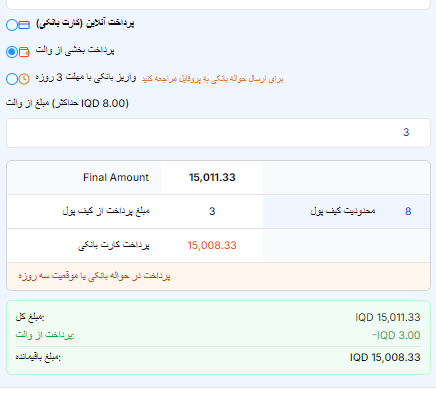 پرداخت آنلاین (کارت بانکی)
پرداخت بخشی از والت
واریز بانکی با مهلت 3 روزه برای ارسال حواله بانکی به پروفایل مراجعه کنید
مبلغ از والت (حداکثر IQD 8.00)
3
Final Amount 15,011.33
مبلغ پرداخت از کیف پول 3 محدودیت کیف پول 8
پرداخت کارت بانکی 15,008.33
پرداخت در حواله بانکی یا موقعیت سه روزه
مبلغ کل: IQD 15,011.33
پرداخت از والت: -IQD 3.00
مبلغ باقیمانده: IQD 15,008.33